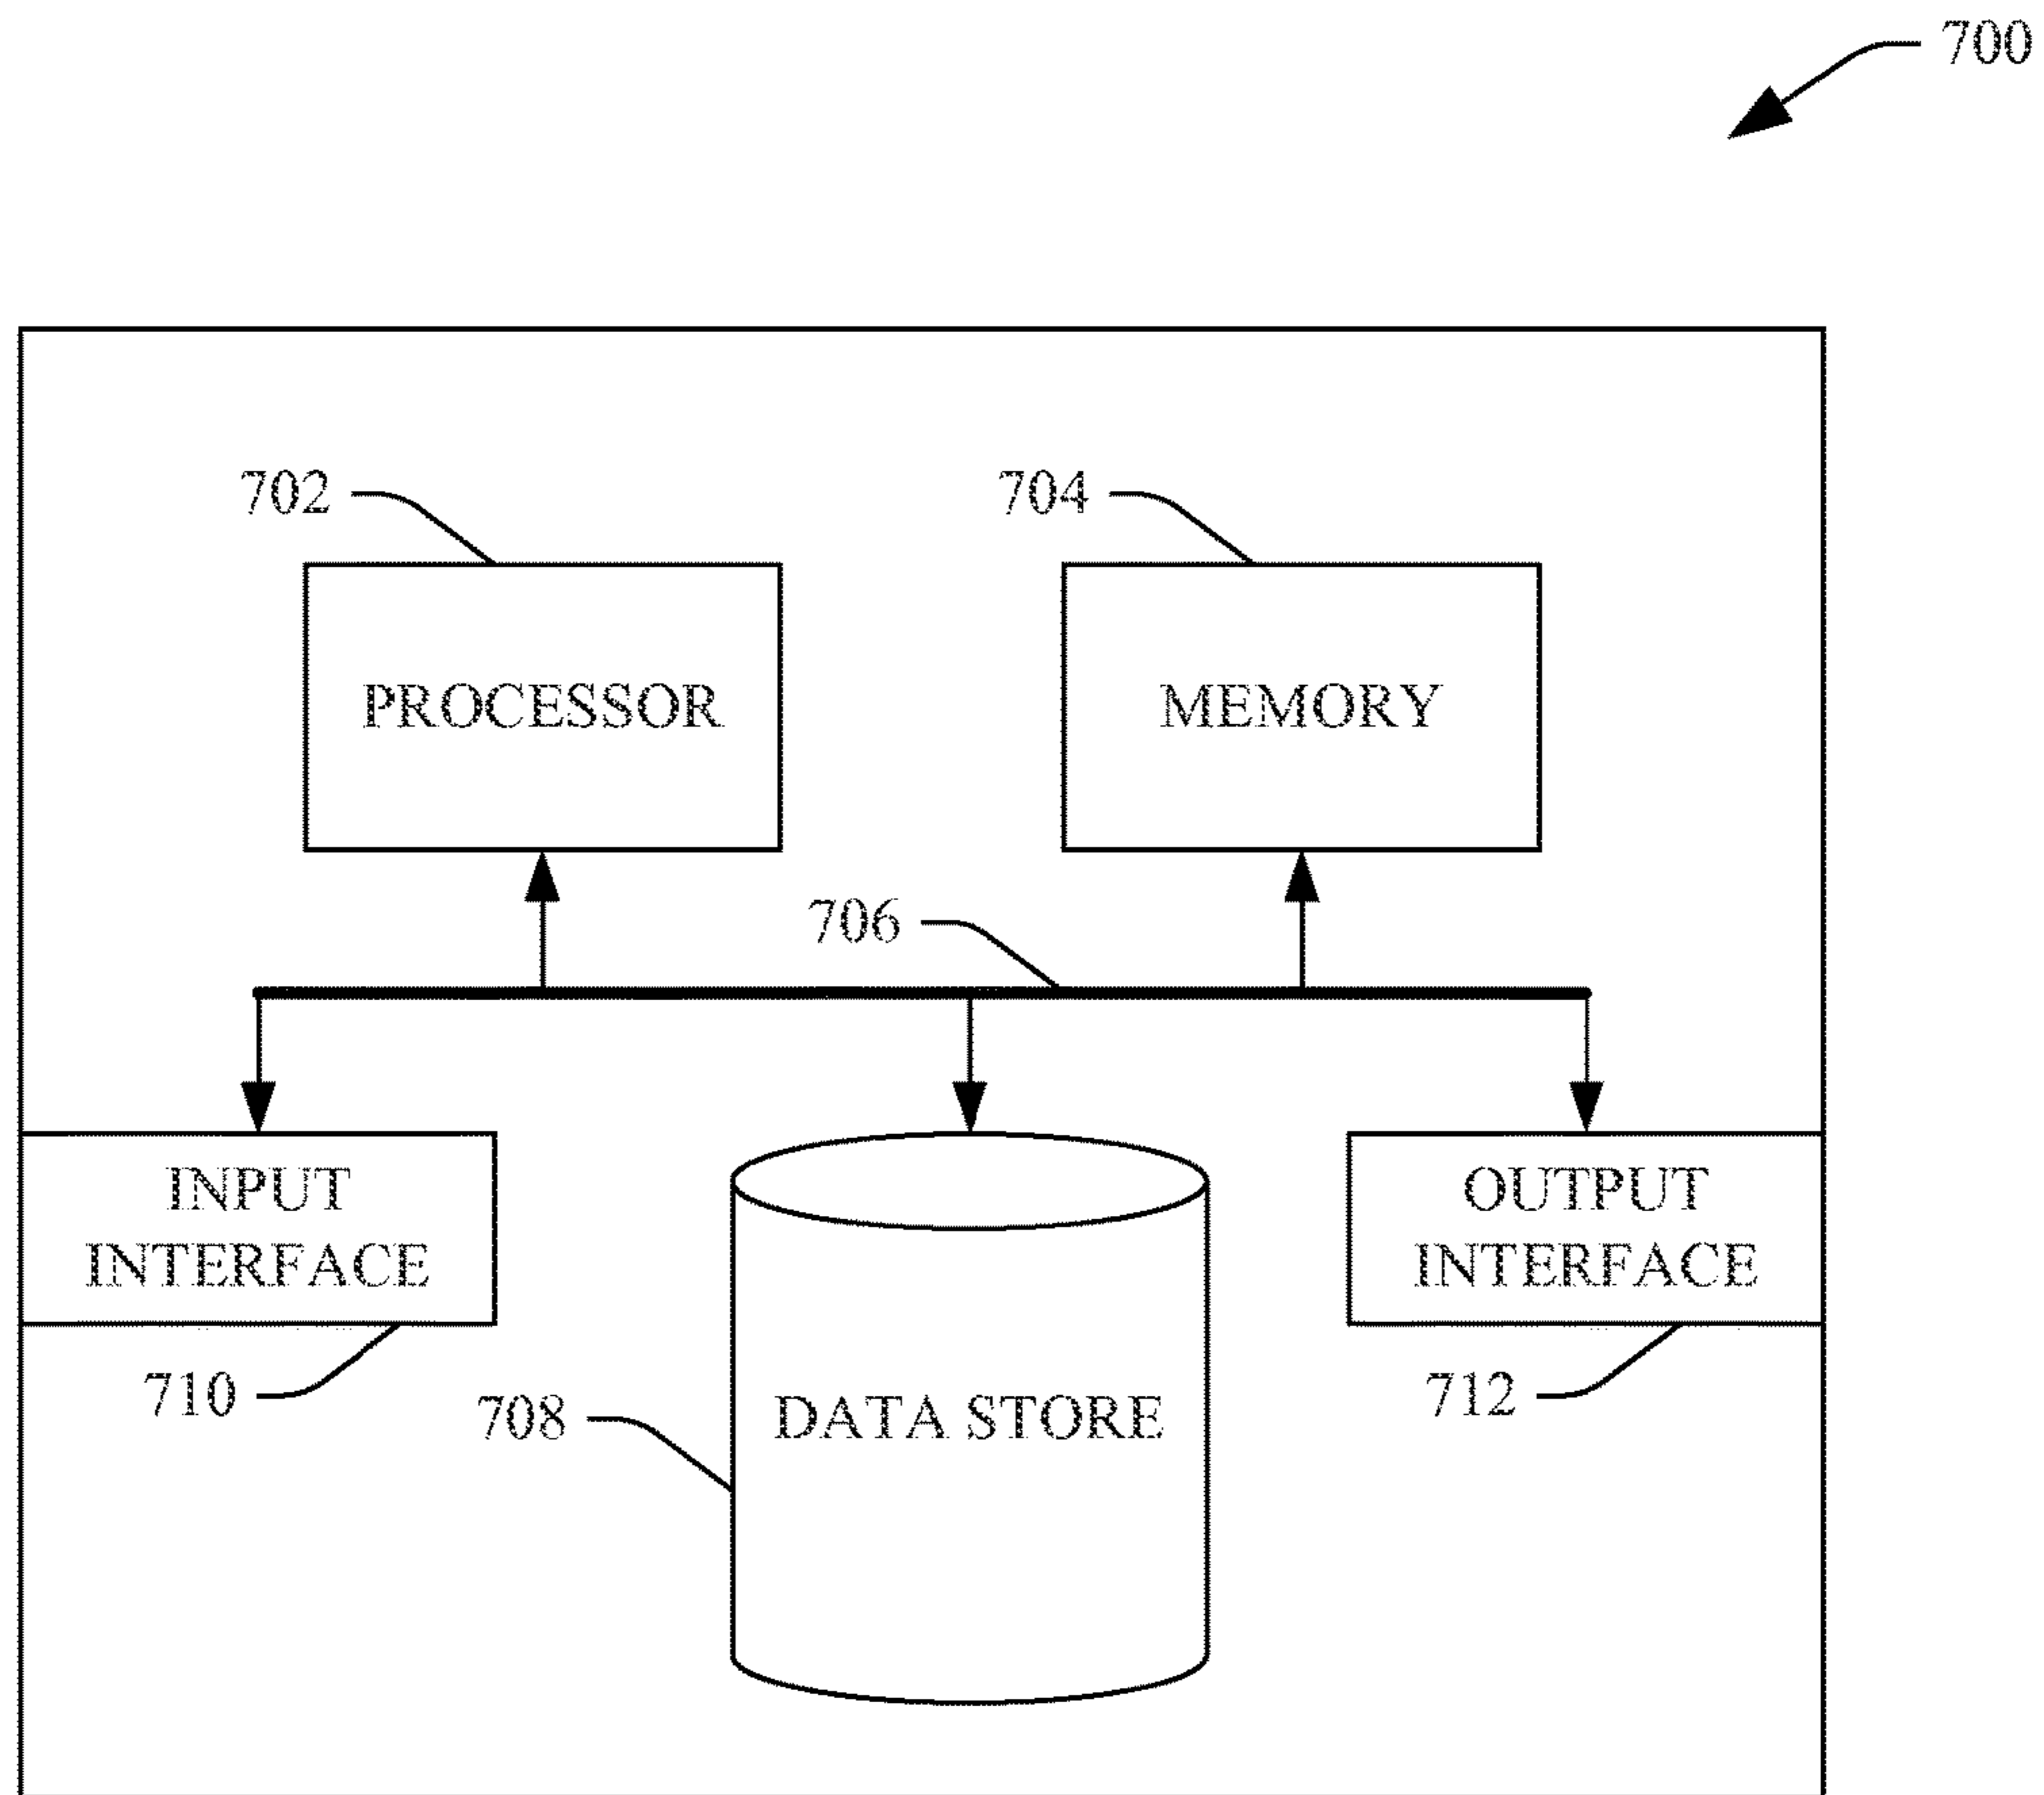 700
702
704
PROCESSOR
MEMORY
706
INPUT
INTERFACE
OUTPUT
INTERFACE
710
708
DATA STORE
712